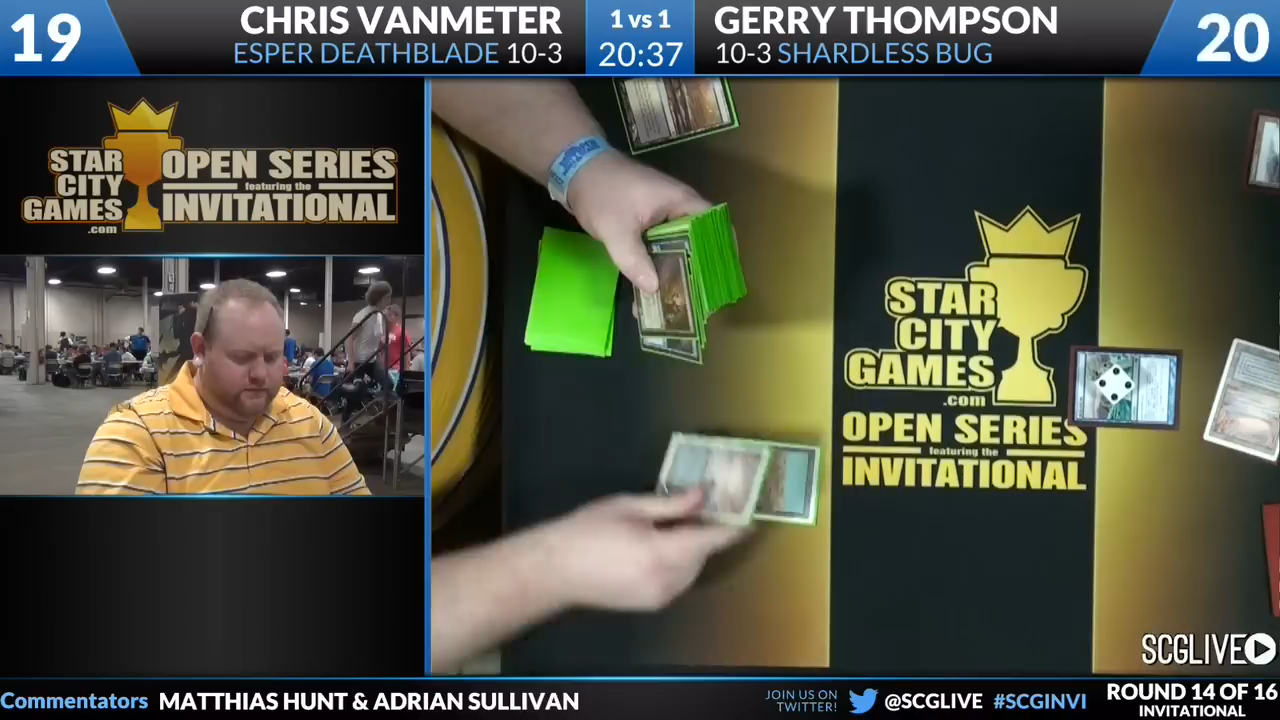 19
CHRIS VANMETER
ESPER DEATHBLADE 10-3
1 vs 1
20:37
GERRY THOMPSON
10-3 SHARDLESS BUG
20
STAR
CITY
GAMES
.com
OPEN SERIES
featuring the
INVITATIONAL
STAR
CITY
GAMES
.com
OPEN SERIES
featuring the
INVITATIONAL
SCGLIVE
Commentators MATTHIAS HUNT & ADRIAN SULLIVAN
JOIN US ON
TWITTER!
@SCGLIVE #SCGINVI
ROUND 14 OF 16
INVITATIONAL